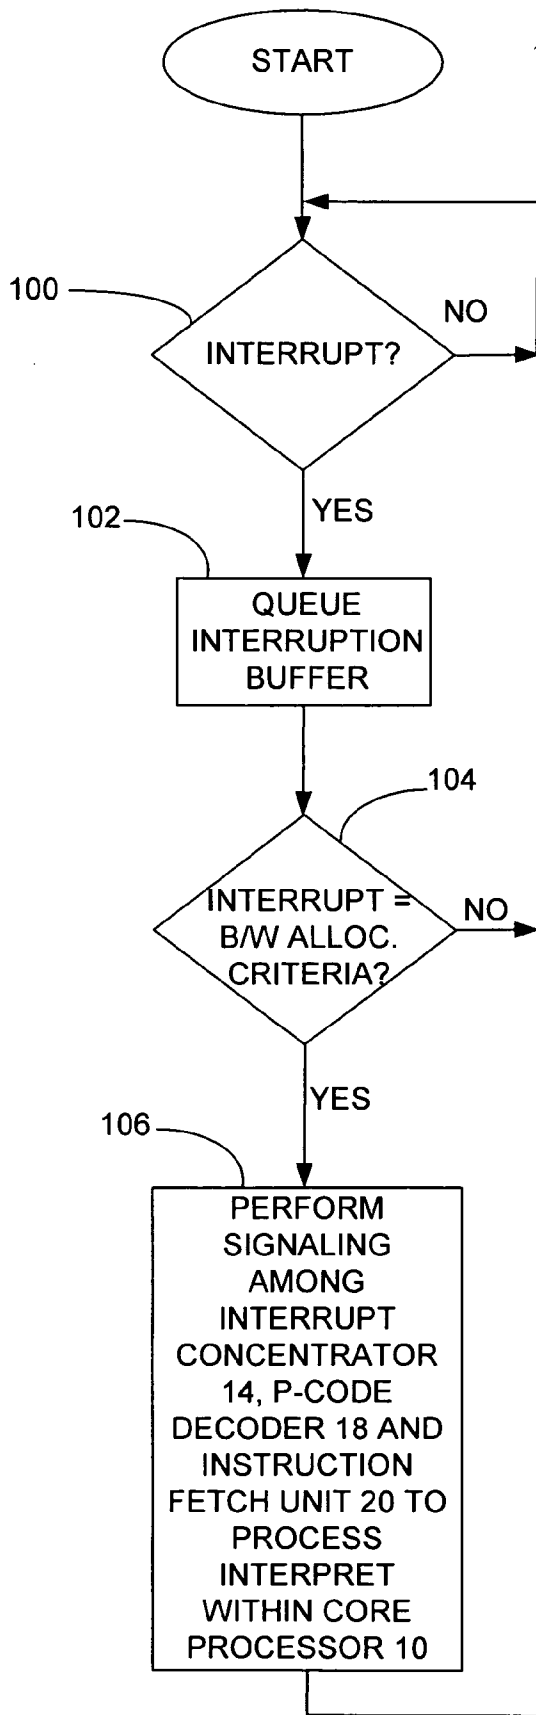 START
100
INTERRUPT?
NO
YES
102
QUEUE
INTERRUPTION
BUFFER
104
INTERRUPT =
B/W ALLOC.
CRITERIA?
NO
YES
106
PERFORM
SIGNALING
AMONG
INTERRUPT
CONCENTRATOR
14, P-CODE
DECODER 18 AND
INSTRUCTION
FETCH UNIT 20 TO
PROCESS
INTERPRET
WITHIN CORE
PROCESSOR 10